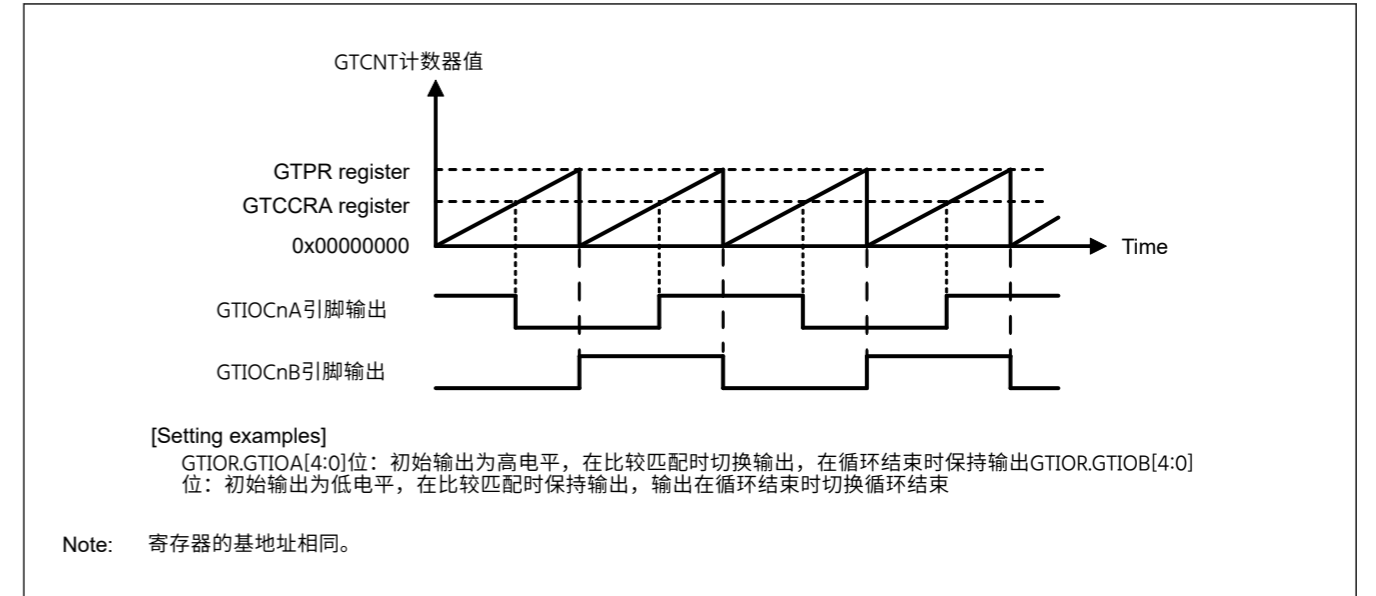 GTCNT计数器值
GTPR register
GTCCRA register
0x00000000
Time
GTIOCnA引脚输出
GTIOCnB引脚输出
[Setting examples]
GTIOR.GTIOA[4:0]位：初始输出为高电平，在比较匹配时切换输出，在循环结束时保持输出GTIOR.GTIOB[4:0]
位：初始输出为低电平，在比较匹配时保持输出，输出在循环结束时切换循环结束
Note: 寄存器的基地址相同。